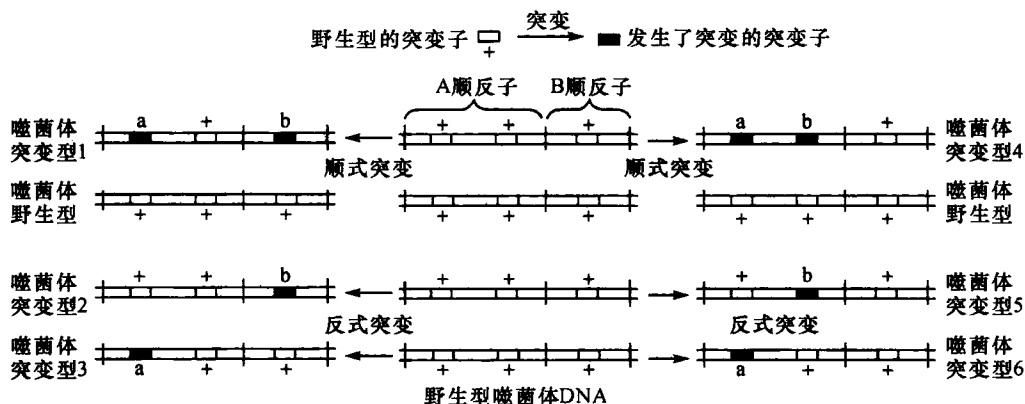 野生型的突变子 + 突变 发生了突变的突变子
A顺反子 B顺反子
噬菌体 a + b + + + a b + 噬菌体
突变型1 顺式突变 顺式突变 突变型4
噬菌体 噬菌体
野生型 + + + + + + + + + 野生型
噬菌体 + + b + + + + b + 噬菌体
突变型2 反式突变 反式突变 突变型5
噬菌体 噬菌体
突变型3 a + + + + + a + + 突变型6
野生型噬菌体DNA